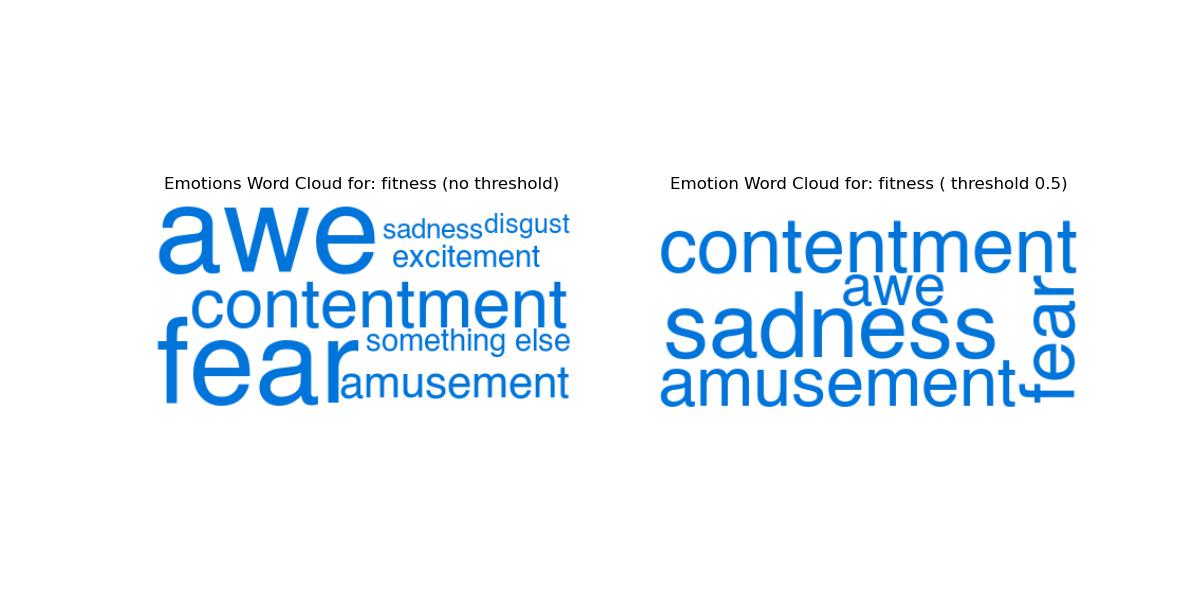 Emotions Word Cloud for: fitness (no threshold)
awe
sadness
disgust
excitement
contentment
something else
fear
amusement
Emotion Word Cloud for: fitness ( threshold 0.5)
contentment
awe
sadness
fear
amusement